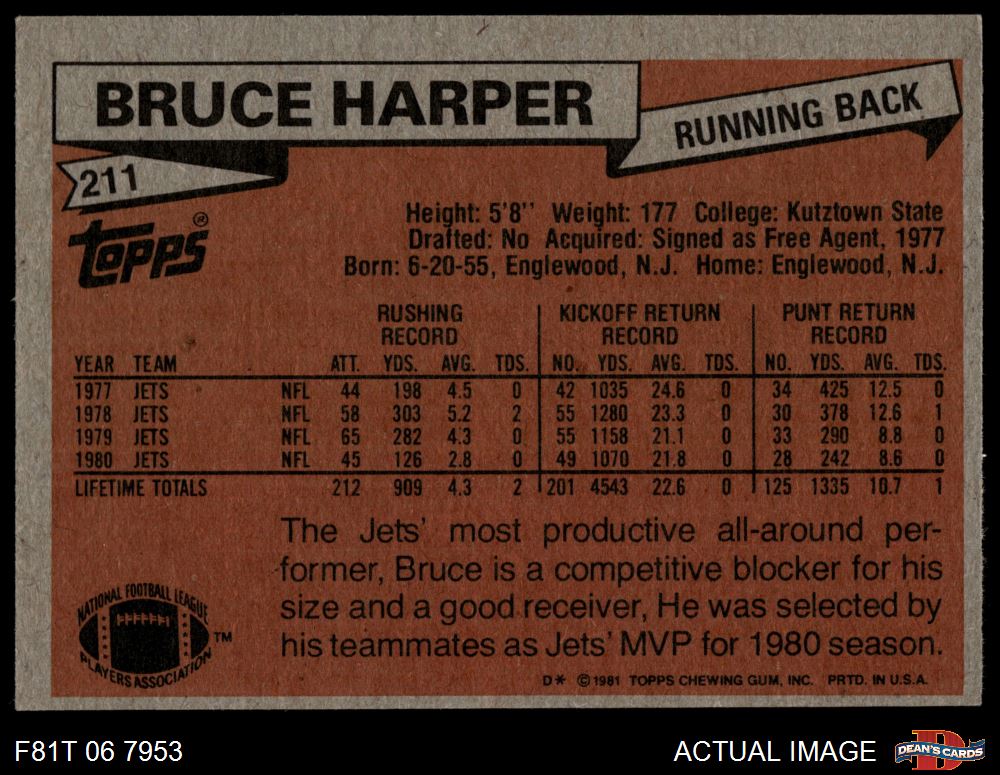 BRUCE HARPER
RUNNING BACK
211
TOPPS®
Height: 5'8'' Weight: 177 College: Kutztown State
Drafted: No Acquired: Signed as Free Agent, 1977
Born: 6-20-55, Englewood, N.J. Home: Englewood, N.J.
RUSHING RECORD KICKOFF RETURN RECORD PUNT RETURN RECORD
YEAR TEAM ATT. YDS. AVG. TDS. NO. YDS. AVG. TDS. NO. YDS. AVG. TDS.
1977 JETS NFL 44 198 4.5 0 42 1035 24.6 0 34 425 12.5 0
1978 JETS NFL 58 303 5.2 2 55 1280 23.3 0 30 378 12.6 1
1979 JETS NFL 65 282 4.3 0 55 1158 21.1 0 33 290 8.8 0
1980 JETS NFL 45 126 2.8 0 49 1070 21.8 0 28 242 8.6 0
LIFETIME TOTALS 212 909 4.3 2 201 4543 22.6 0 125 1335 10.7 1
The Jets' most productive all-around per-
former, Bruce is a competitive blocker for his
size and a good receiver, He was selected by
his teammates as Jets' MVP for 1980 season.
NATIONAL FOOTBALL LEAGUE
PLAYERS ASSOCIATION
TM
D* ©1981 TOPPS CHEWING GUM, INC. PRTD. IN U.S.A.
F81T 06 7953
ACTUAL IMAGE
D
DEAN'S CARDS